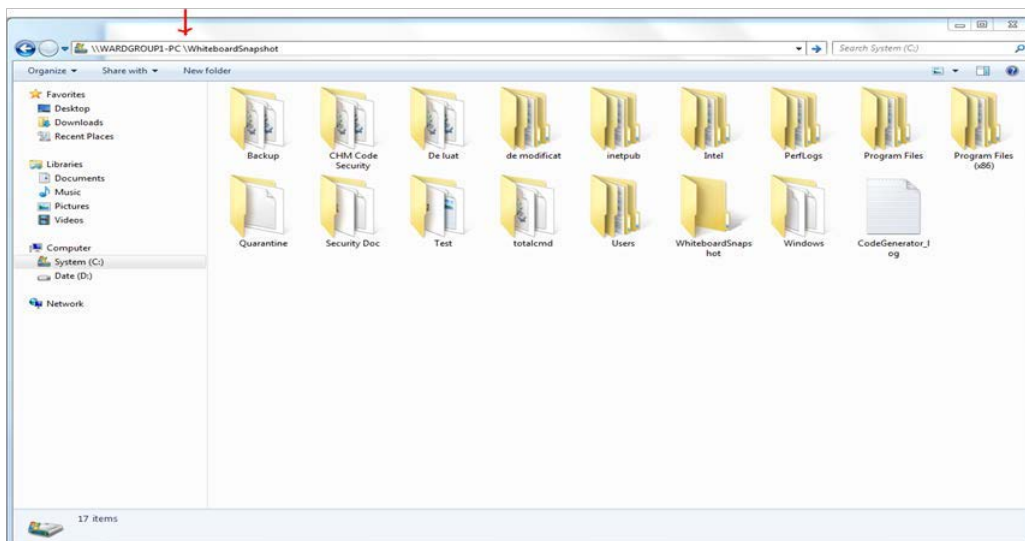 \\WARDGROUP1-PC \WhiteboardSnapshot
Search System (C:)
Organize
Share with
New folder
Favorites
Desktop
Downloads
Recent Places
Libraries
Documents
Music
Pictures
Videos
Computer
System (C:)
Date (D:)
Network
Backup
CHM Code
Security
De luat
de modificat
inetpub
Intel
PerfLogs
Program Files
Program Files
(x86)
Quarantine
Security Doc
Test
totalcmd
Users
WhiteboardSnaps
hot
Windows
CodeGenerator_l
og
17 items